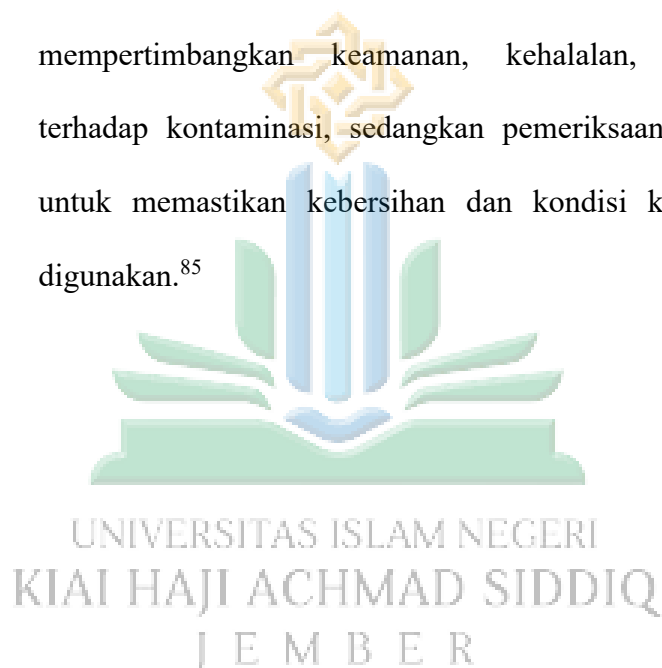 mempertimbangkan keamanan, kehalalan,
terhadap kontaminasi, sedangkan pemeriksaan
untuk memastikan kebersihan dan kondisi k
digunakan.⁸⁵
UNIVERSITAS ISLAM NEGERI
KIAI HAJI ACHMAD SIDDIQ
JEMBER